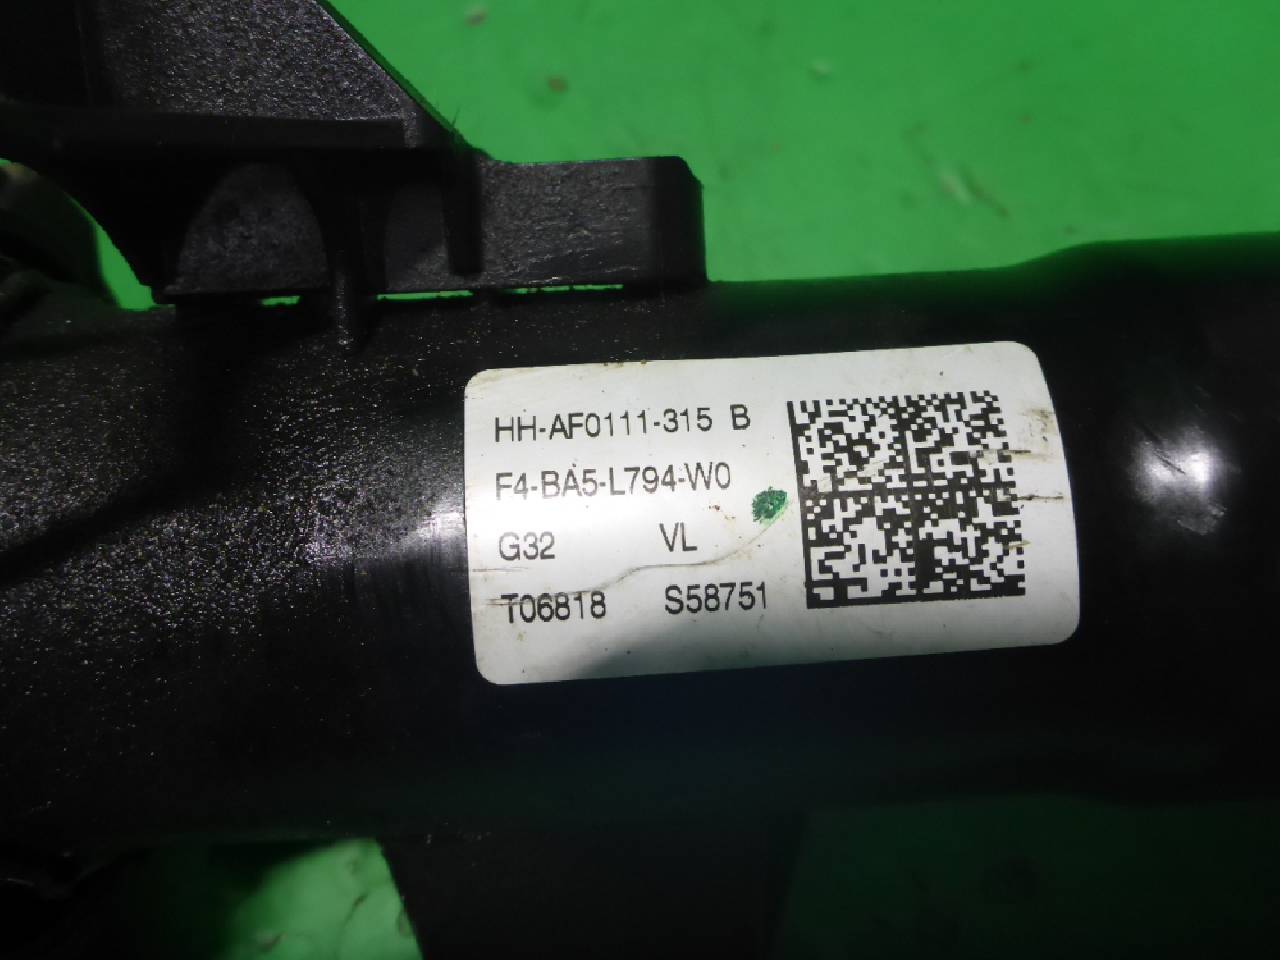 HH-AF0111-315 B
F4-BA5-L794-W0
G32 VL
T06818 S58751